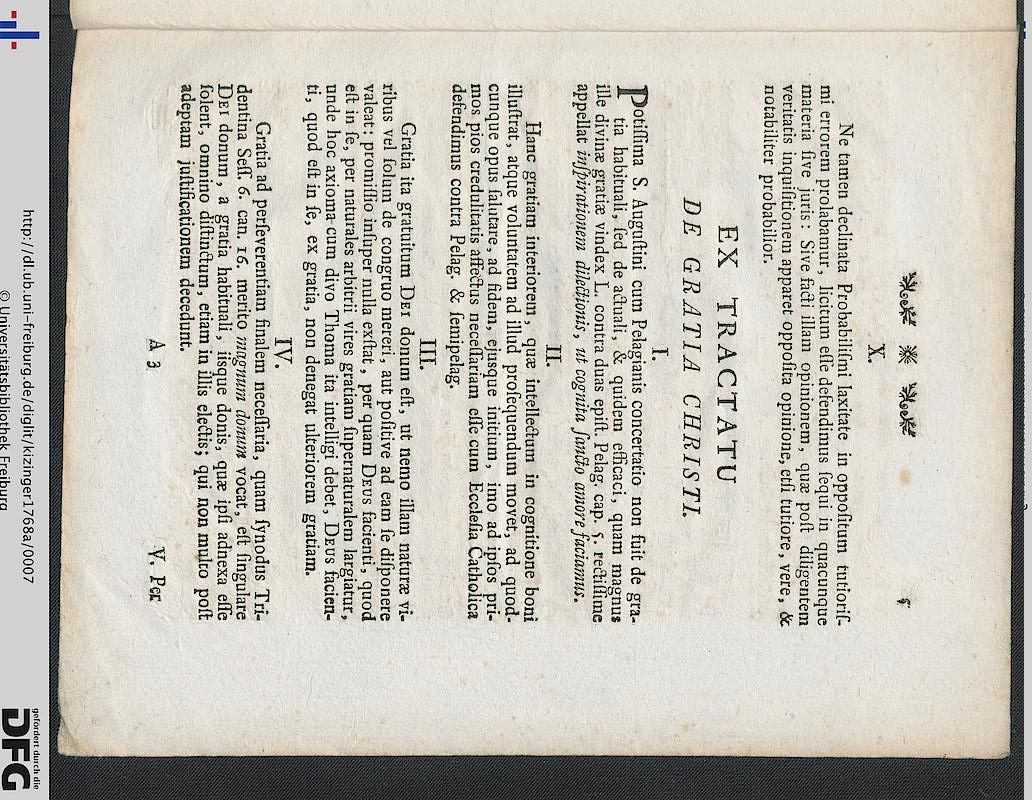 5
X.
Ne tamen declinata Probabiliſmi laxitate in oppoſitum tutioriſ-
mi errorem prolabamur, licitum eſſe defendimus ſequi in quacunque
materia ſive juris: Sive facti illam opinionem, quæ poſt diligentem
veritatis inquiſitionem apparet oppoſita opinione, etſi tutiore, vere, &
notabiliter probabilior.
EX TRACTATU
DE GRATIA CHRISTI.
I.
Potiſſima S. Auguſtini cum Pelagianis concertatio non fuit de gra-
tia habituali, ſed de actuali, & quidem efficaci, quam magnus
ille divinæ gratiæ vindex L. contra duas epiſt. Pelag. cap. 5. rectiſſime
appellat inſpirationem dilectionis, ut cognita ſancto amore faciamus.
II.
Hanc gratiam interiorem, quæ intellectum in cognitione boni
illuſtrat, atque voluntatem ad illud proſequendum movet, ad quod-
cunque opus ſalutare, ad fidem, ejusque initium, imo ad ipſos pri-
mos pios credulitatis affectus neceſſariam eſſe cum Eccleſia Catholica
defendimus contra Pelag. & ſemipelag.
III.
Gratia ita gratuitum DEI donum eſt, ut nemo illam naturæ vi-
ribus vel ſolum de congruo mereri, aut poſitive ad eam ſe diſponere
valeat; promiſſio inſuper nulla exſtat, per quam DEUS facienti, quod
eſt in ſe, per naturales arbitrii vires gratiam ſupernaturalem largiatur,
unde hoc axioma cum divo Thoma ita intelligi debet, DEUS facien-
ti, quod eſt in ſe, ex gratia, non denegat ulteriorem gratiam.
IV.
Gratia ad perſeverentiam finalem neceſſaria, quam ſynodus Tri-
dentina Seſſ. 6. can. 16. merito magnum donum vocat, eſt ſingulare
DEI donum, a gratia habituali, iisque donis, quæ ipſi adnexa eſſe
ſolent, omnino diſtinctum, etiam in illis electis; qui non multo poſt
adeptam juſtificationem decedunt.
A 3
V. Per
http://dl.ub.uni-freiburg.de/diglit/kizinger1768a/0007
© Universitätsbibliothek Freiburg
gefördert durch die
DFG